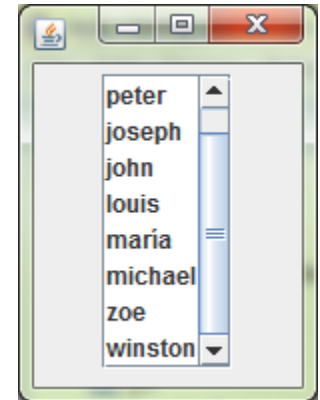 peter
joseph
john
louis
maría
michael
zoe
winston